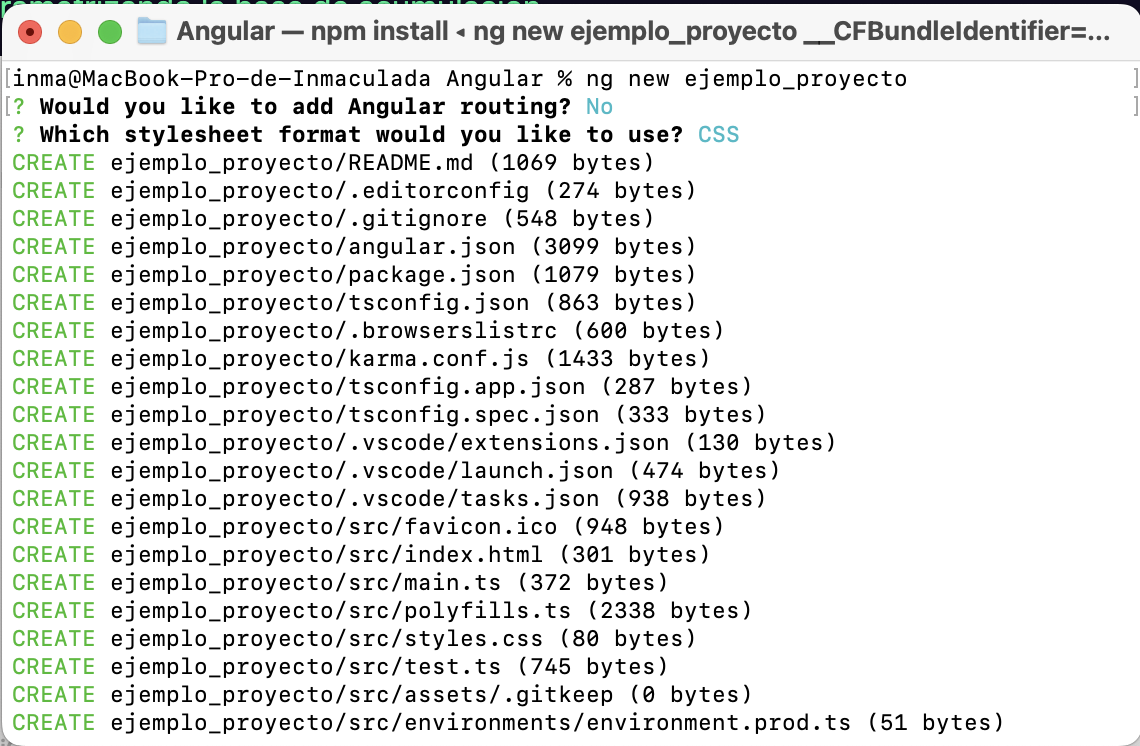 Angular — npm install ◂ ng new ejemplo_proyecto __CFBundleIdentifier=...
[inma@MacBook-Pro-de-Inmaculada Angular % ng new ejemplo_proyecto ]
[? Would you like to add Angular routing? No ]
? Which stylesheet format would you like to use? CSS
CREATE ejemplo_proyecto/README.md (1069 bytes)
CREATE ejemplo_proyecto/.editorconfig (274 bytes)
CREATE ejemplo_proyecto/.gitignore (548 bytes)
CREATE ejemplo_proyecto/angular.json (3099 bytes)
CREATE ejemplo_proyecto/package.json (1079 bytes)
CREATE ejemplo_proyecto/tsconfig.json (863 bytes)
CREATE ejemplo_proyecto/.browserslistrc (600 bytes)
CREATE ejemplo_proyecto/karma.conf.js (1433 bytes)
CREATE ejemplo_proyecto/tsconfig.app.json (287 bytes)
CREATE ejemplo_proyecto/tsconfig.spec.json (333 bytes)
CREATE ejemplo_proyecto/.vscode/extensions.json (130 bytes)
CREATE ejemplo_proyecto/.vscode/launch.json (474 bytes)
CREATE ejemplo_proyecto/.vscode/tasks.json (938 bytes)
CREATE ejemplo_proyecto/src/favicon.ico (948 bytes)
CREATE ejemplo_proyecto/src/index.html (301 bytes)
CREATE ejemplo_proyecto/src/main.ts (372 bytes)
CREATE ejemplo_proyecto/src/polyfills.ts (2338 bytes)
CREATE ejemplo_proyecto/src/styles.css (80 bytes)
CREATE ejemplo_proyecto/src/test.ts (745 bytes)
CREATE ejemplo_proyecto/src/assets/.gitkeep (0 bytes)
CREATE ejemplo_proyecto/src/environments/environment.prod.ts (51 bytes)